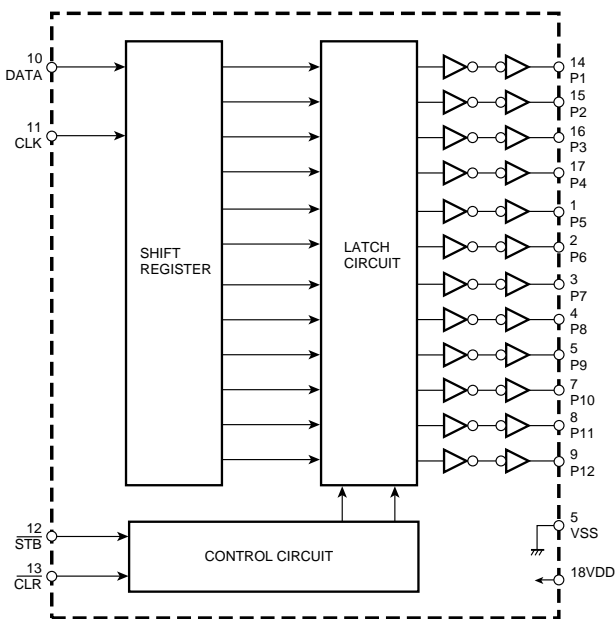 10
DATA
11
CLK
SHIFT
REGISTER
LATCH
CIRCUIT
14
P1
15
P2
16
P3
17
P4
1
P5
2
P6
3
P7
4
P8
5
P9
7
P10
8
P11
9
P12
12
STB
13
CLR
CONTROL CIRCUIT
5
VSS
18VDD